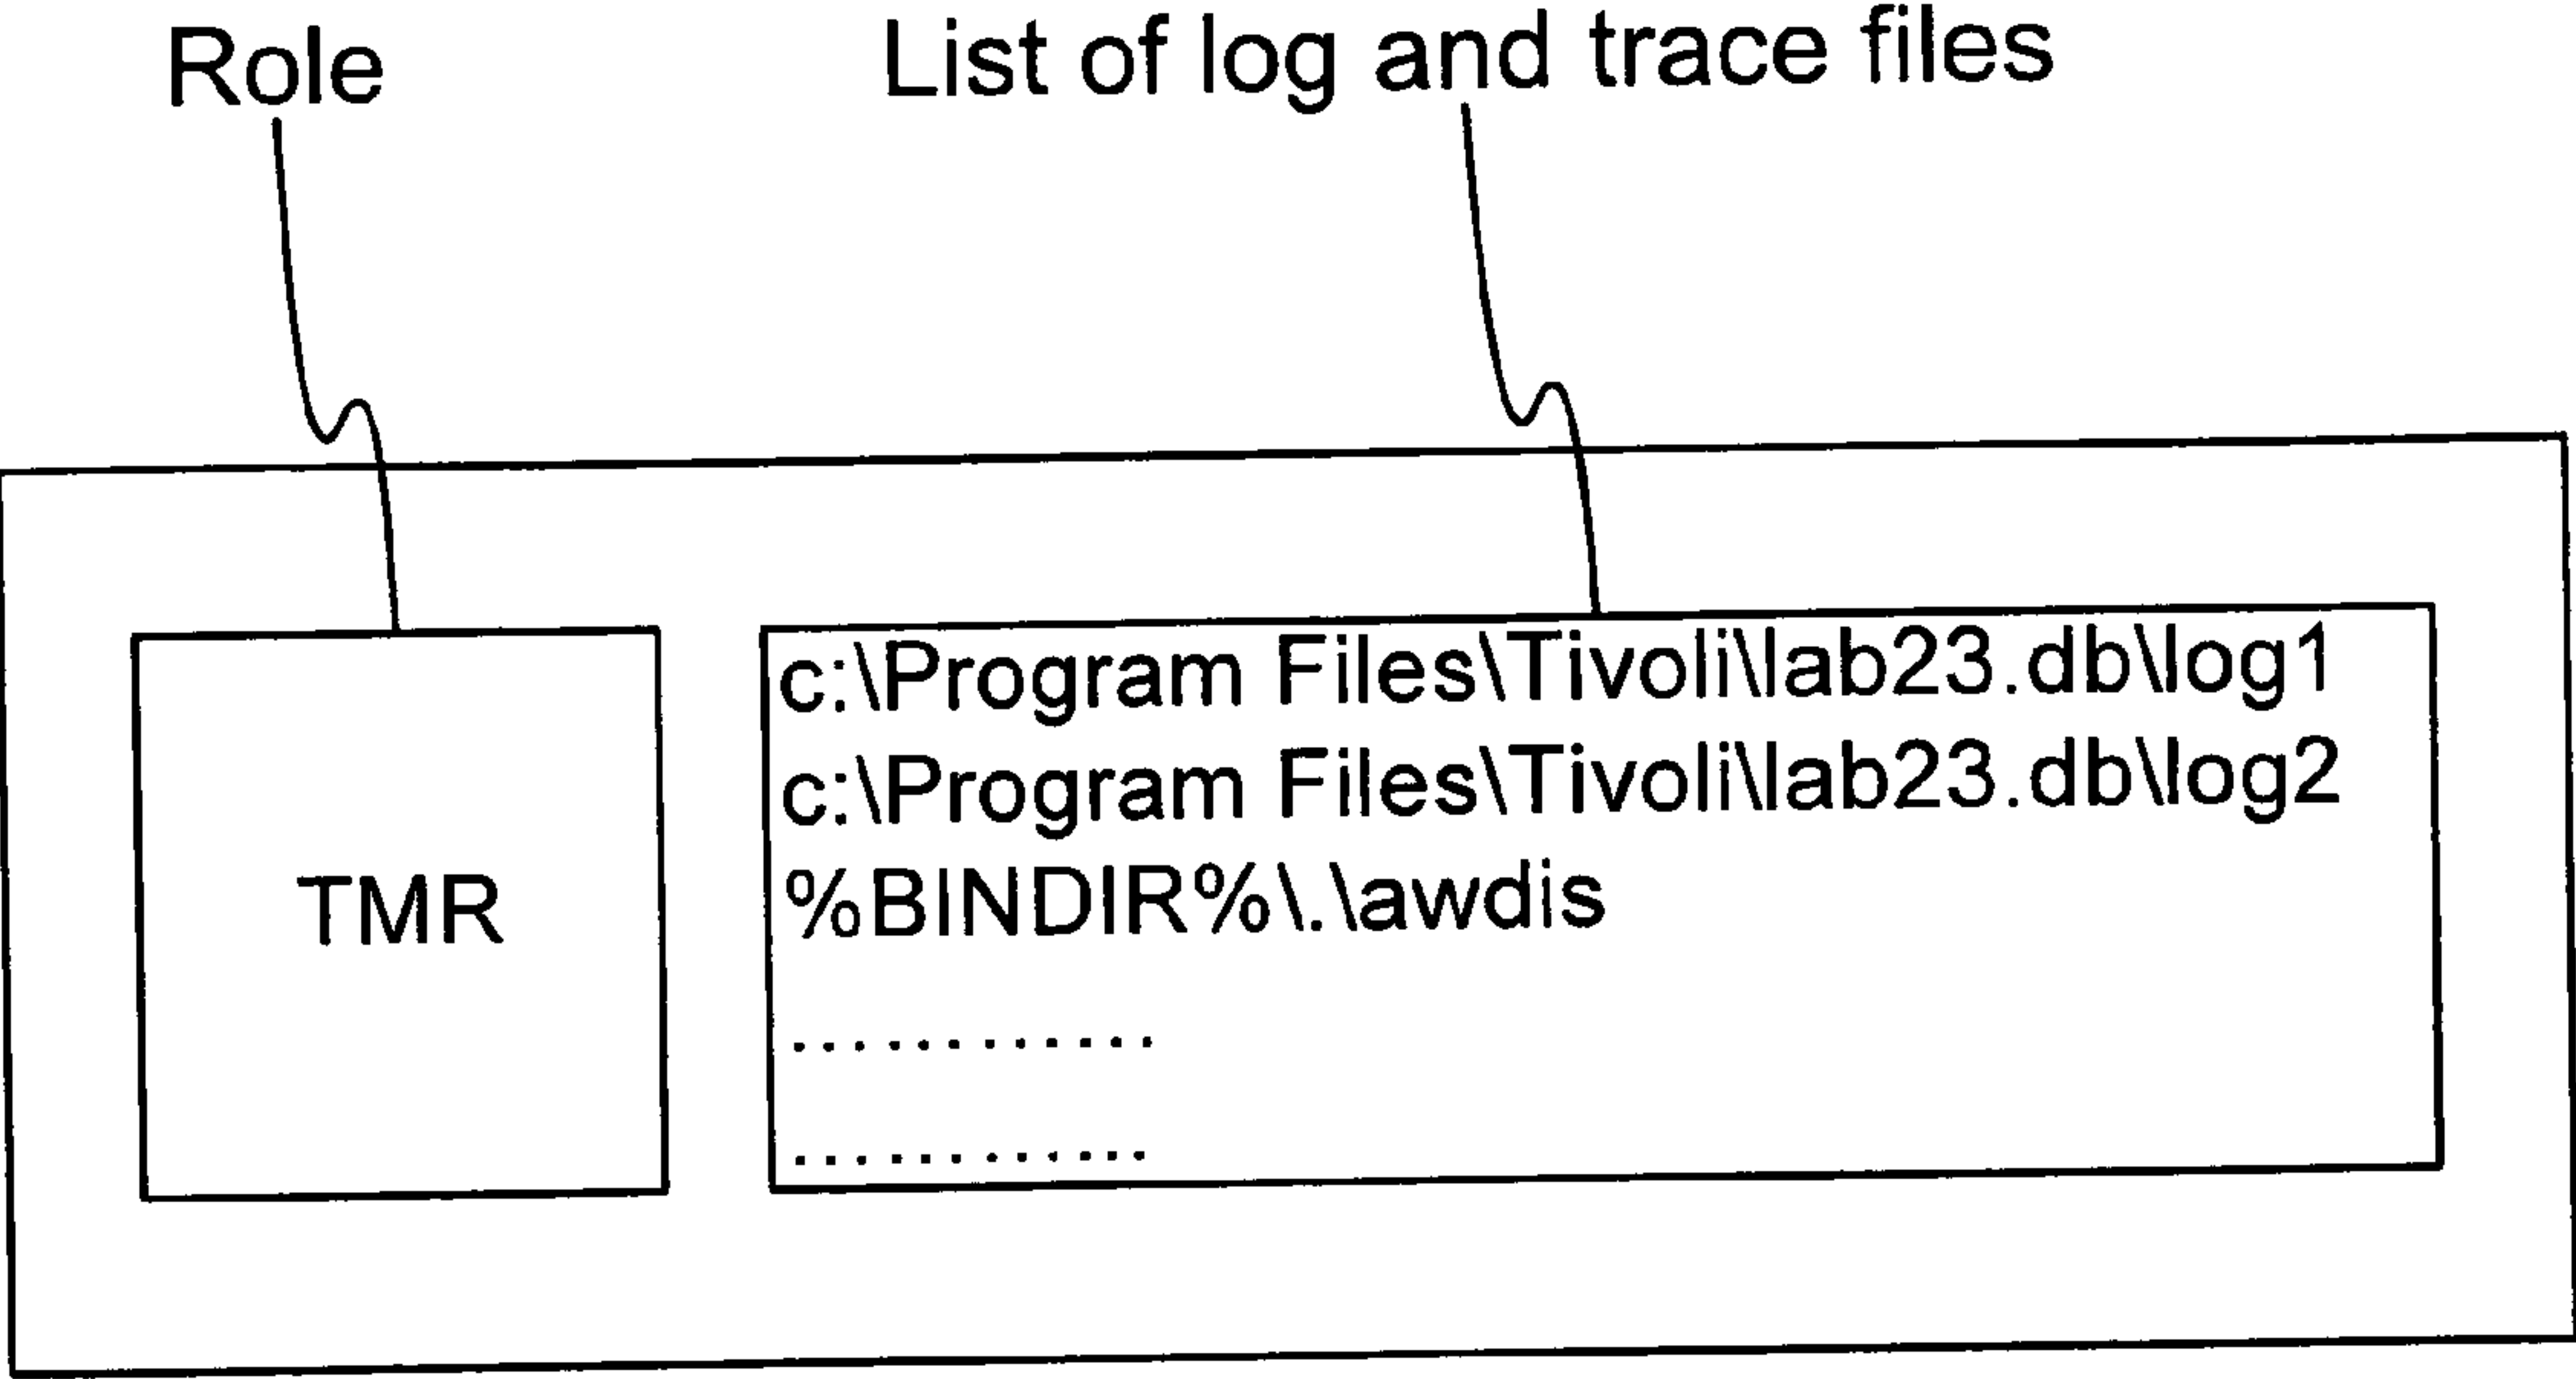 Role
List of log and trace files
TMR
c:\Program Files\Tivoli\lab23.db\log1
c:\Program Files\Tivoli\lab23.db\log2
%BINDIR%\.\awdis
............
............